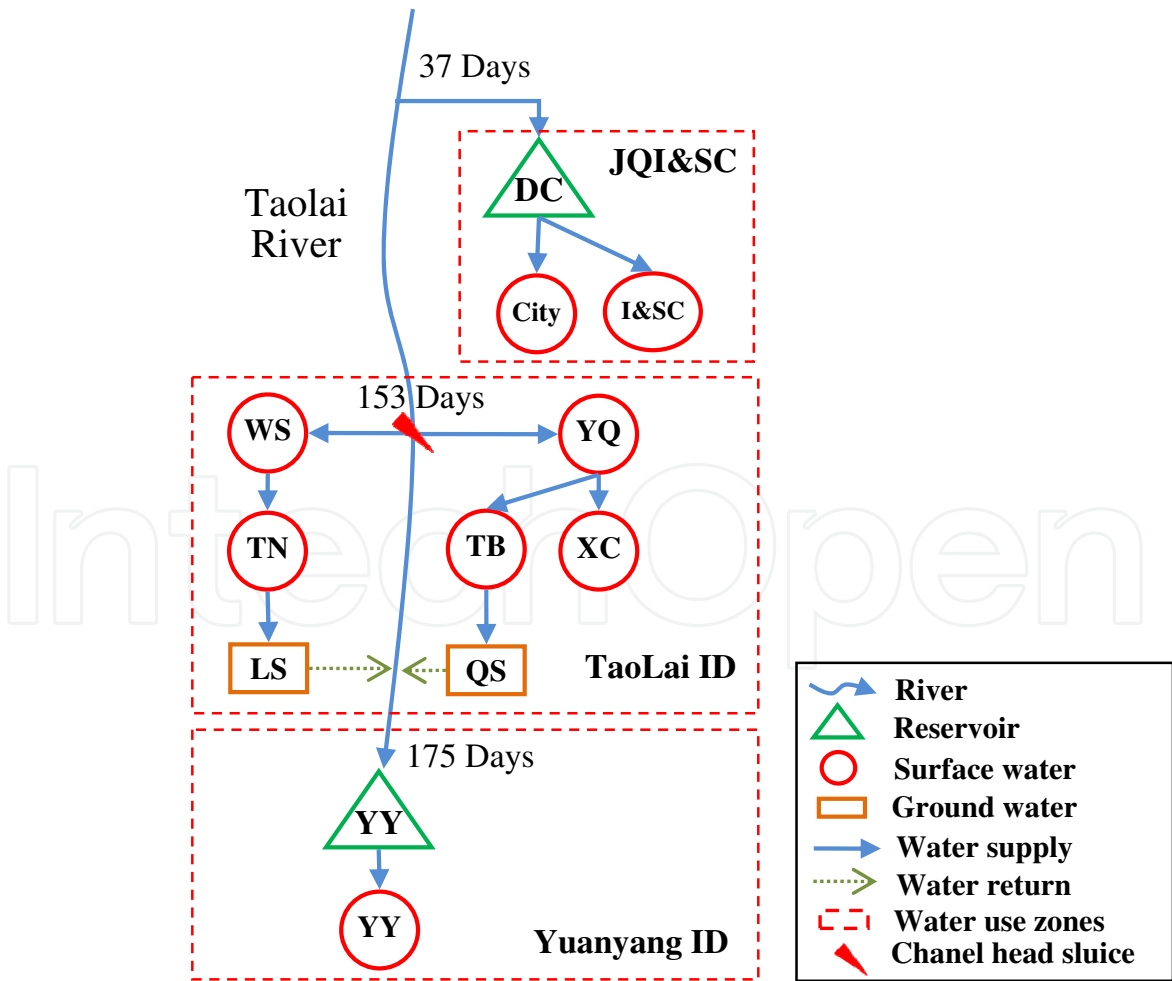 37 Days
JQI&SC
DC
Taolai
River
City
I&SC
153 Days
WS
YQ
TN
TB
XC
LS
QS
TaoLai ID
175 Days
YY
YY
Yuanyang ID
River
Reservoir
Surface water
Ground water
Water supply
Water return
Water use zones
Chanel head sluice
IntechOpen